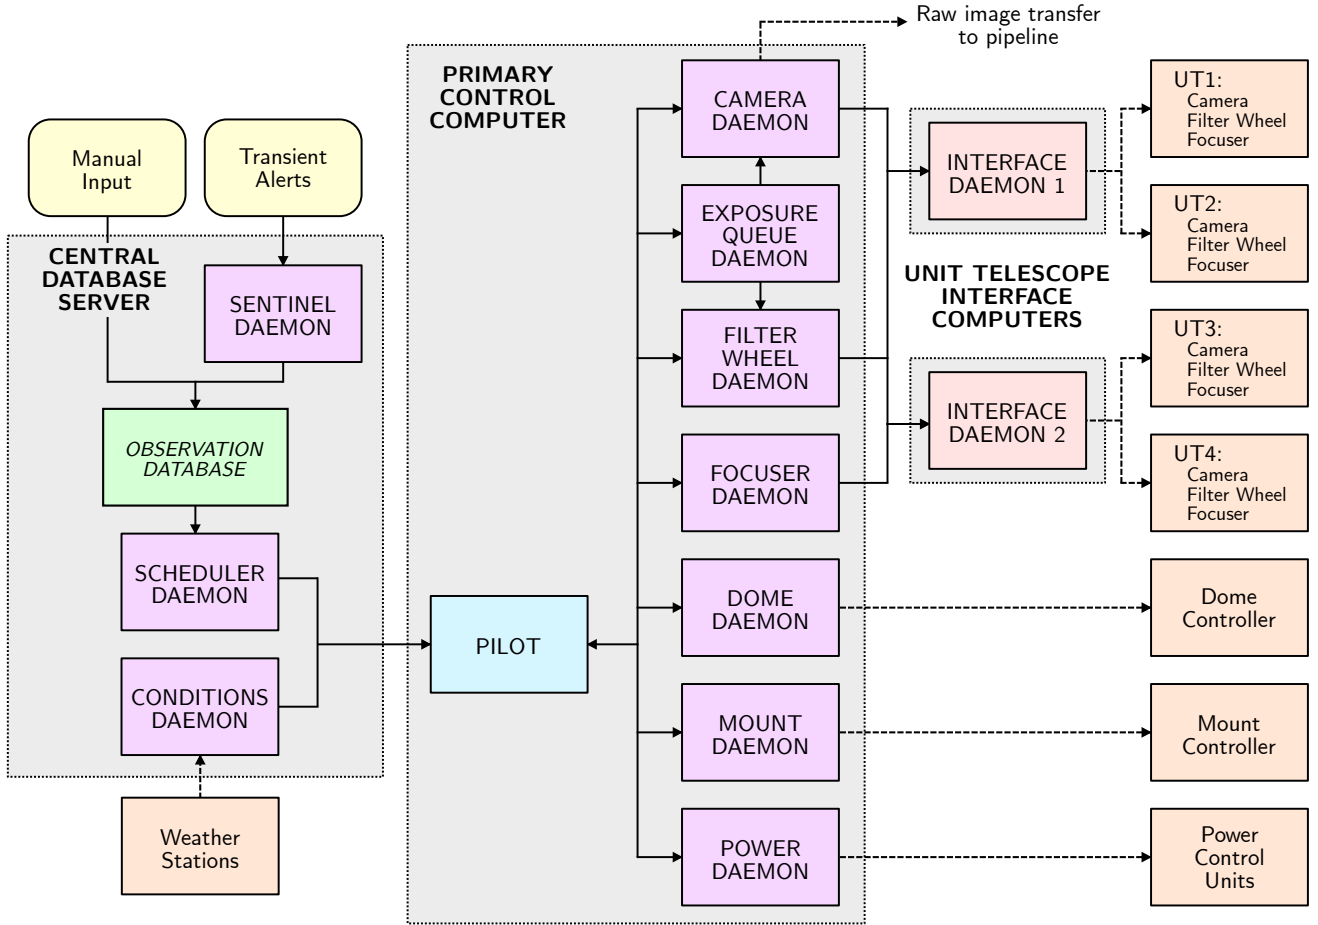 Raw image transfer
to pipeline
PRIMARY
CONTROL
COMPUTER
CAMERA
DAEMON
UT1:
Camera
Filter Wheel
Focuser
Manual
Input
Transient
Alerts
INTERFACE
DAEMON 1
EXPOSURE
QUEUE
DAEMON
UT2:
Camera
Filter Wheel
Focuser
CENTRAL
DATABASE
SERVER
SENTINEL
DAEMON
UNIT TELESCOPE
INTERFACE
COMPUTERS
FILTER
WHEEL
DAEMON
UT3:
Camera
Filter Wheel
Focuser
INTERFACE
DAEMON 2
OBSERVATION
DATABASE
FOCUSER
DAEMON
UT4:
Camera
Filter Wheel
Focuser
SCHEDULER
DAEMON
DOME
DAEMON
Dome
Controller
PILOT
CONDITIONS
DAEMON
MOUNT
DAEMON
Mount
Controller
Weather
Stations
POWER
DAEMON
Power
Control
Units